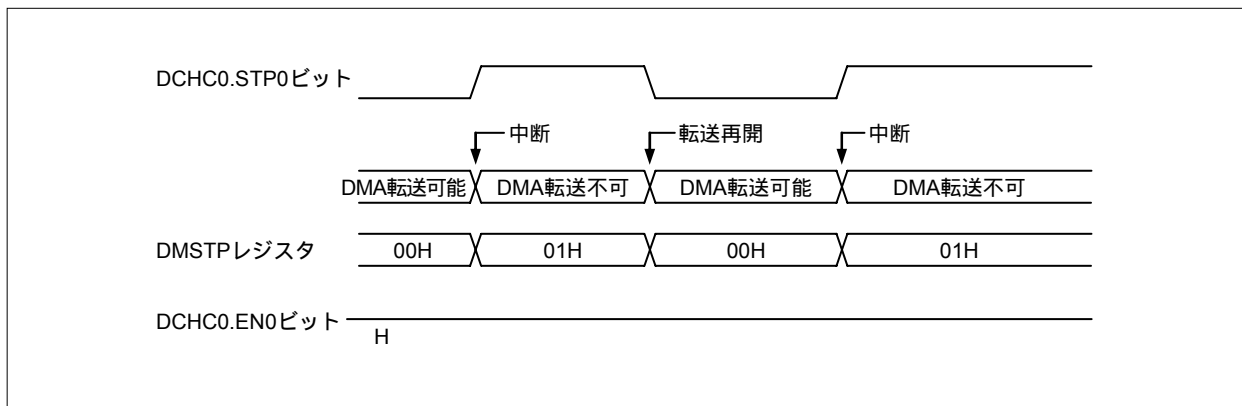 DCHC0.STP0ビット
中断 転送再開 中断
DMA転送可能 DMA転送不可 DMA転送可能 DMA転送不可
DMSTPレジスタ 00H 01H 00H 01H
DCHC0.EN0ビット
H